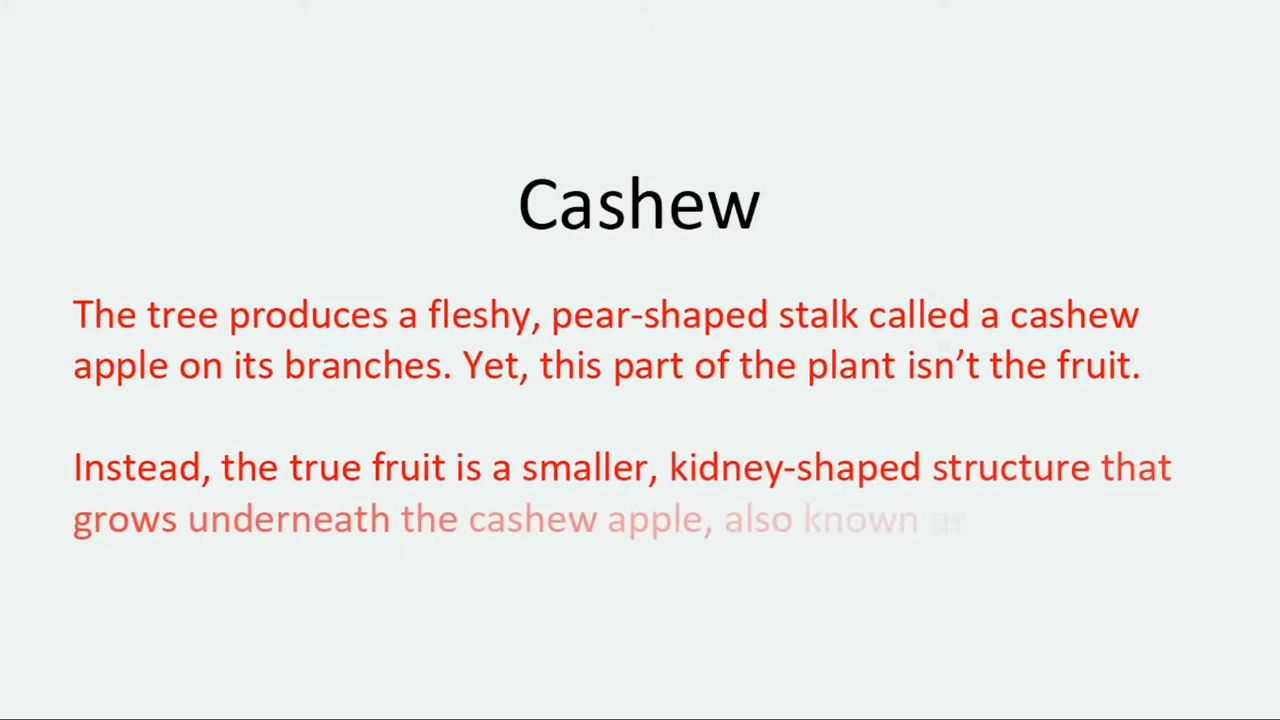 Cashew
The tree produces a fleshy, pear-shaped stalk called a cashew
apple on its branches. Yet, this part of the plant isn’t the fruit.
Instead, the true fruit is a smaller, kidney-shaped structure that
grows underneath the cashew apple, also known as